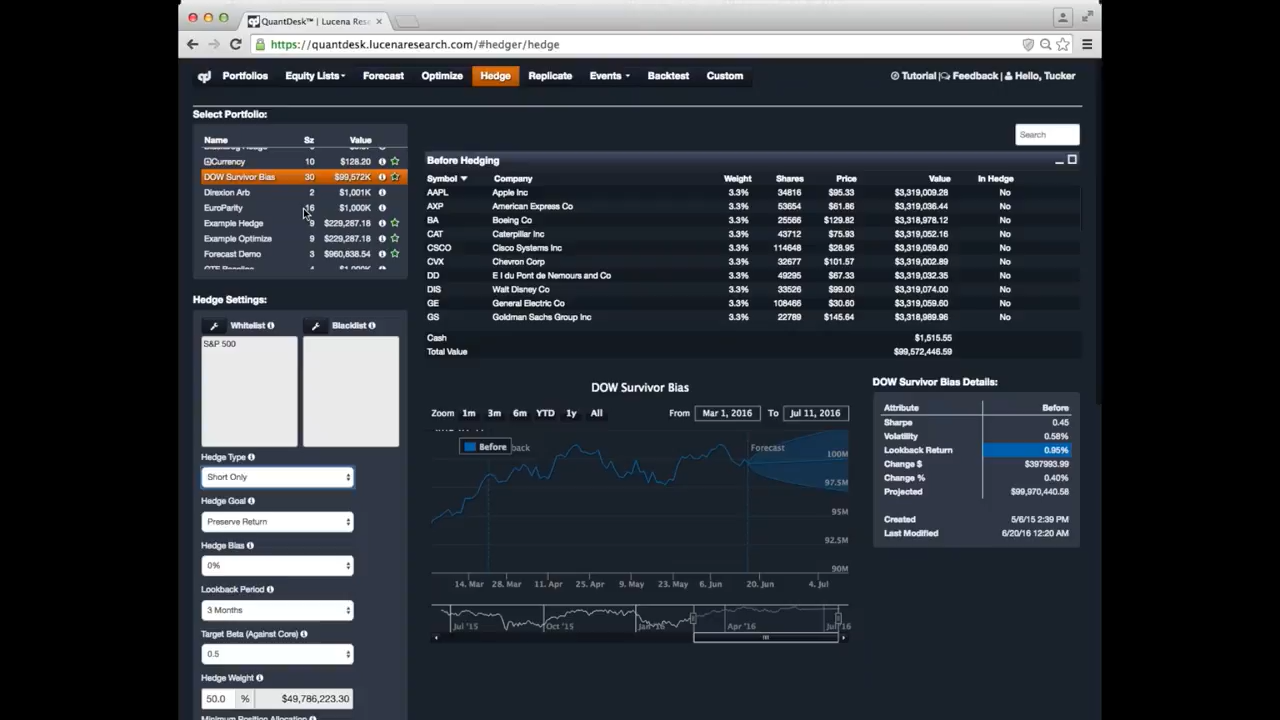 QuantDesk™ | Lucena Res
https://quantdesk.lucenaresearch.com/#hedger/hedge
Portfolios Equity Lists Forecast Optimize Hedge Replicate Events Backtest Custom Tutorial | Feedback | Hello, Tucker
Select Portfolio:
Name Sz Value
Currency 10 $128.20
DOW Survivor Bias 30 $99,572K
Direxion Arb 2 $1,001K
EuroParity 16 $1,000K
Example Hedge 9 $229,287.18
Example Optimize 9 $229,287.18
Forecast Demo 3 $960,838.54
Search
Before Hedging
Symbol Company Weight Shares Price Value In Hedge
AAPL Apple Inc 3.3% 34816 $95.33 $3,319,009.28 No
AXP American Express Co 3.3% 53654 $61.86 $3,319,036.44 No
BA Boeing Co 3.3% 25566 $129.82 $3,318,978.12 No
CAT Caterpillar Inc 3.3% 43712 $75.93 $3,319,052.16 No
CSCO Cisco Systems Inc 3.3% 114648 $28.95 $3,319,059.60 No
CVX Chevron Corp 3.3% 32677 $101.57 $3,319,002.89 No
DD E I du Pont de Nemours and Co 3.3% 49295 $67.33 $3,319,032.35 No
DIS Walt Disney Co 3.3% 33526 $99.00 $3,319,074.00 No
GE General Electric Co 3.3% 108466 $30.60 $3,319,059.60 No
GS Goldman Sachs Group Inc 3.3% 22789 $145.64 $3,318,989.96 No
Cash $1,515.55
Total Value $99,572,446.59
Hedge Settings:
Whitelist Blacklist
S&P 500
Hedge Type
Short Only
Hedge Goal
Preserve Return
Hedge Bias
0%
Lookback Period
3 Months
Target Beta (Against Core)
0.5
Hedge Weight
50.0 % $49,786,223.30
Minimum Position Allocation
DOW Survivor Bias
Zoom 1m 3m 6m YTD 1y All From Mar 1, 2016 To Jul 11, 2016
Before back Forecast
100M
97.5M
95M
92.5M
90M
14. Mar 28. Mar 11. Apr 25. Apr 9. May 23. May 6. Jun 20. Jun 4. Jul
Jul '15 Oct '15 Jan '16 Apr '16 Jul '16
DOW Survivor Bias Details:
Attribute Before
Sharpe 0.45
Volatility 0.58%
Lookback Return 0.95%
Change $ $397993.99
Change % 0.40%
Projected $99,970,440.58
Created 5/6/15 2:39 PM
Last Modified 6/20/16 12:20 AM